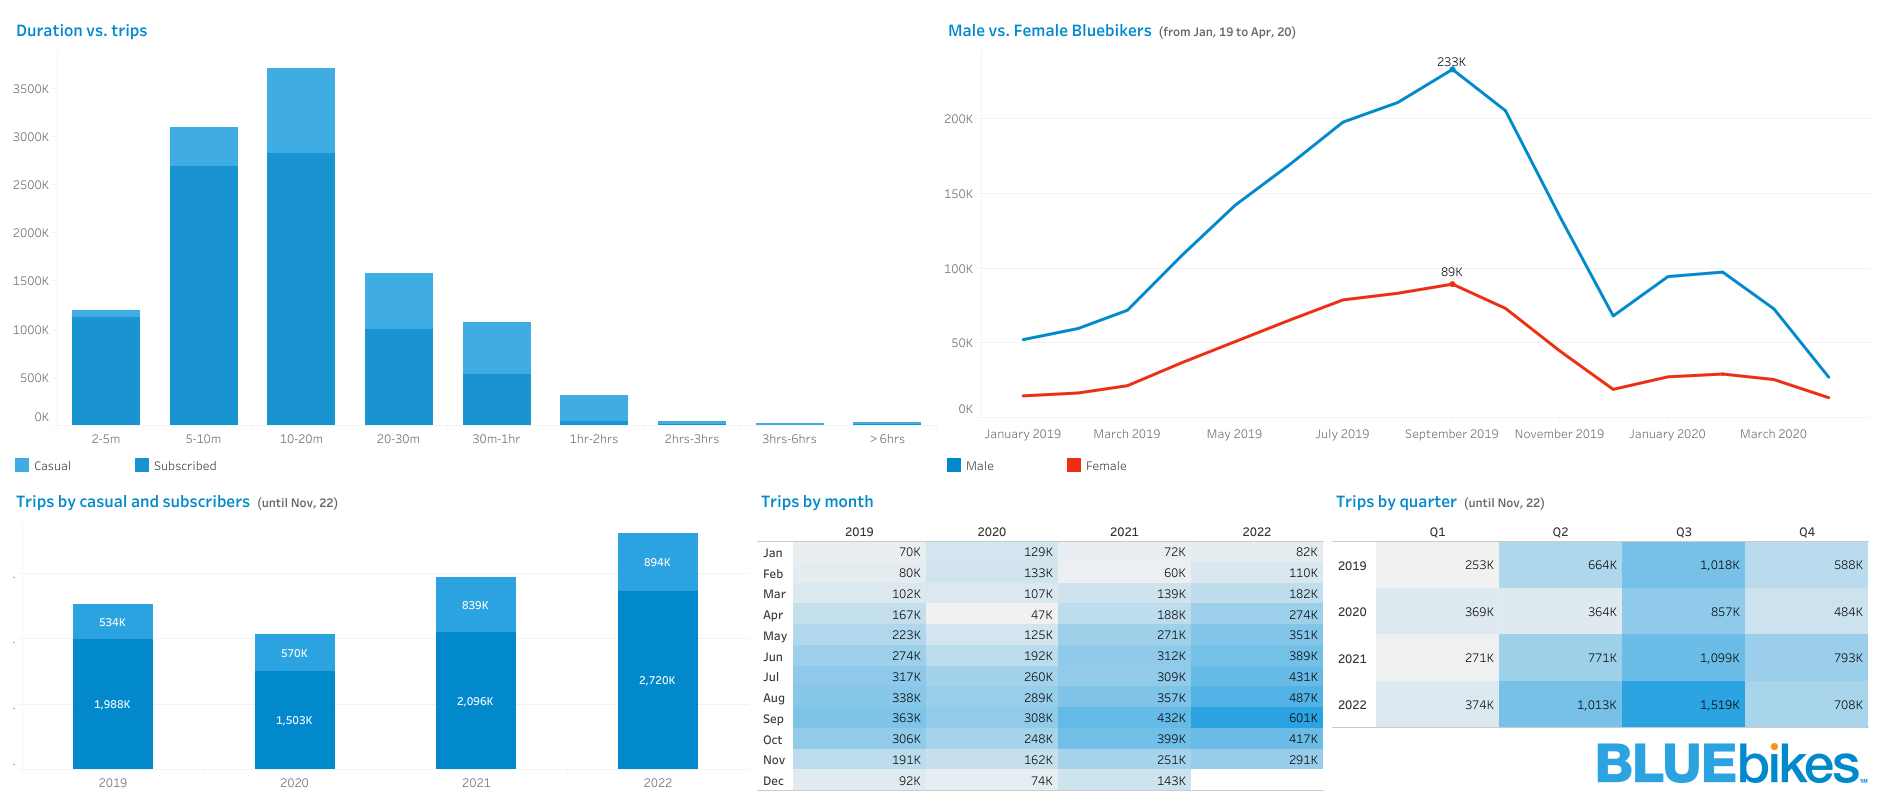 Duration vs. trips
3500K
3000K
2500K
2000K
1500K
1000K
500K
0K
2-5m 5-10m 10-20m 20-30m 30m-1hr 1hr-2hrs 2hrs-3hrs 3hrs-6hrs > 6hrs
Casual Subscribed
Male vs. Female Bluebikers (from Jan, 19 to Apr, 20)
233K
200K
150K
100K
89K
50K
0K
January 2019 March 2019 May 2019 July 2019 September 2019 November 2019 January 2020 March 2020
Male Female
Trips by casual and subscribers (until Nov, 22)
894K
839K
534K
570K
2,720K
1,988K
2,096K
1,503K
2019 2020 2021 2022
Trips by month
2019 2020 2021 2022
Jan 70K 129K 72K 82K
Feb 80K 133K 60K 110K
Mar 102K 107K 139K 182K
Apr 167K 47K 188K 274K
May 223K 125K 271K 351K
Jun 274K 192K 312K 389K
Jul 317K 260K 309K 431K
Aug 338K 289K 357K 487K
Sep 363K 308K 432K 601K
Oct 306K 248K 399K 417K
Nov 191K 162K 251K 291K
Dec 92K 74K 143K
Trips by quarter (until Nov, 22)
Q1 Q2 Q3 Q4
2019 253K 664K 1,018K 588K
2020 369K 364K 857K 484K
2021 271K 771K 1,099K 793K
2022 374K 1,013K 1,519K 708K
BLUEbikes℠